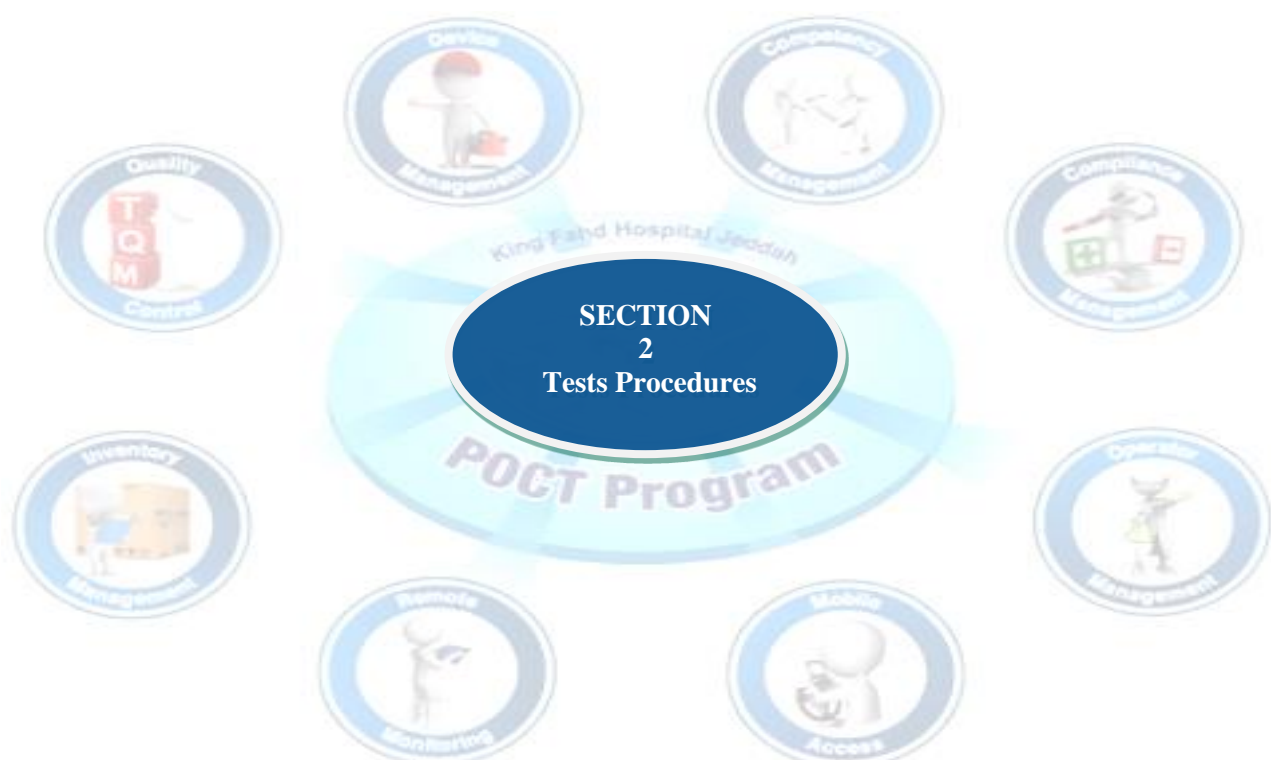 Device
Management
Competency
Management
Quality
T
Q
M
Control
Compliance
Management
King Fahd Hospital Jeddah
SECTION
2
Tests Procedures
POCT Program
Inventory
Management
Operator
Management
Remote
Monitoring
Mobile
Access